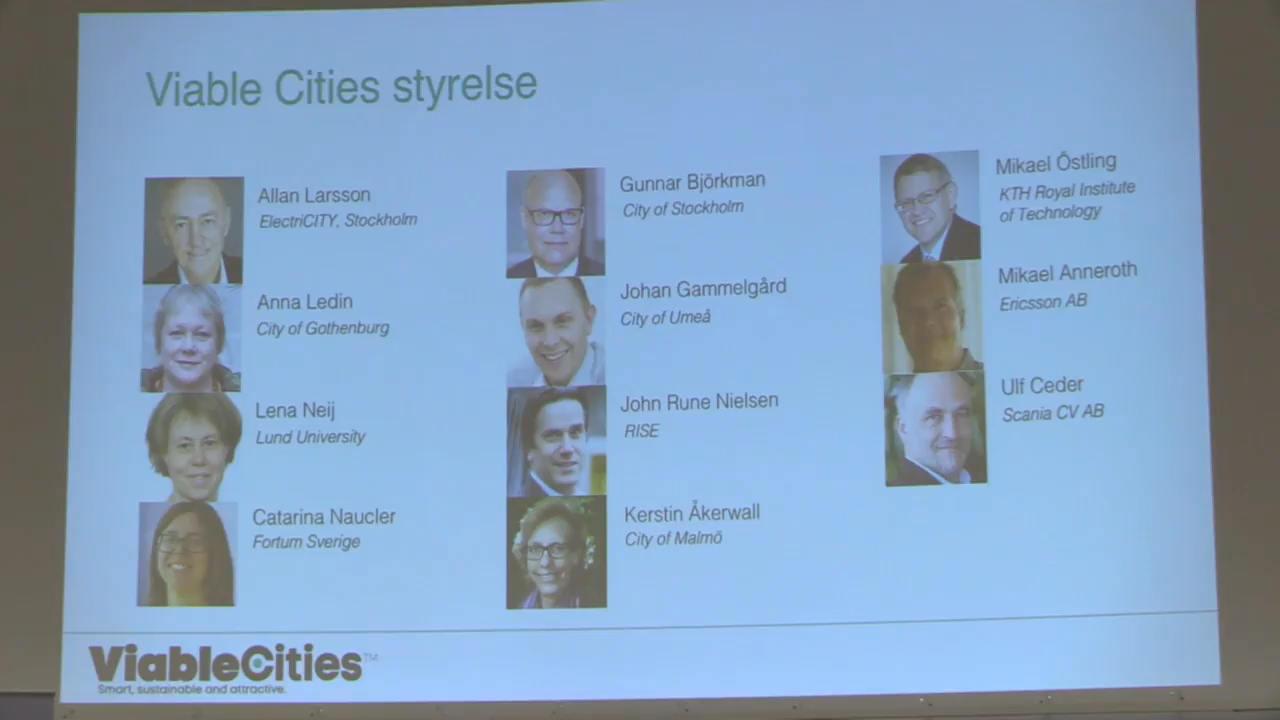 Viable Cities styrelse
Allan Larsson
ElectriCITY, Stockholm
Anna Ledin
City of Gothenburg
Lena Neij
Lund University
Catarina Naucler
Fortum Sverige
Gunnar Björkman
City of Stockholm
Johan Gammelgård
City of Umeå
John Rune Nielsen
RISE
Kerstin Åkerwall
City of Malmö
Mikael Östling
KTH Royal Institute
of Technology
Mikael Anneroth
Ericsson AB
Ulf Ceder
Scania CV AB
ViableCities™
Smart, sustainable and attractive.